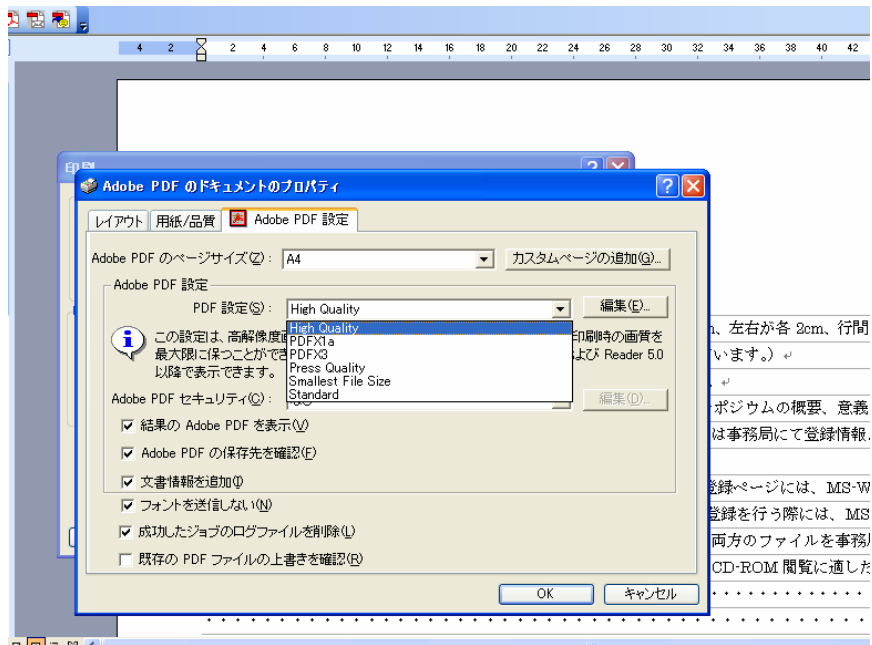 4 2 2 4 6 8 10 12 14 16 18 20 22 24 26 28 30 32 34 36 38 40 42
印刷
Adobe PDF のドキュメントのプロパティ
レイアウト 用紙/品質 Adobe PDF 設定
Adobe PDF のページサイズ(Z): A4 カスタムページの追加(G)...
Adobe PDF 設定
PDF 設定(S): High Quality 編集(E)...
High Quality
PDFX1a
PDFX3
Press Quality
Smallest File Size
Standard
この設定は、高解像度 印刷時の画質を
最大限に保つことがで よび Reader 5.0
以降で表示できます。
Adobe PDF セキュリティ(C): 編集(D)...
結果の Adobe PDF を表示(V)
Adobe PDF の保存先を確認(F)
文書情報を追加(I)
フォントを送信しない(N)
成功したジョブのログファイルを削除(L)
既存の PDF ファイルの上書きを確認(R)
OK キャンセル
、左右が各 2cm、行間
います。)
ポジウムの概要、意義
は事務局にて登録情報
登録ページには、MS-W
登録を行う際には、MS
両方のファイルを事務
CD-ROM 閲覧に適した